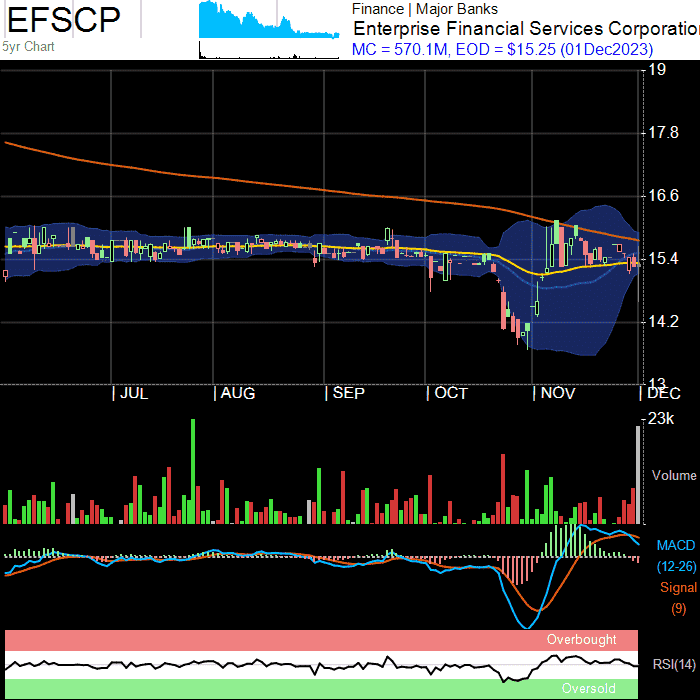 EFSCP
5yr Chart
Finance | Major Banks
Enterprise Financial Services Corporatio
MC = 570.1M, EOD = $15.25 (01Dec2023)
19
17.8
16.6
15.4
14.2
13
| JUL | AUG | SEP | OCT | NOV | DEC
23k
Volume
MACD
(12-26)
Signal
(9)
Overbought
RSI(14)
Oversold